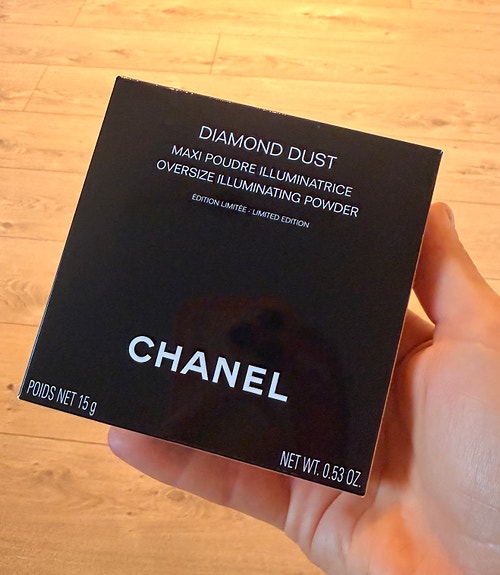 DIAMOND DUST
MAXI POUDRE ILLUMINATRICE
OVERSIZE ILLUMINATING POWDER
ÉDITION LIMITÉE - LIMITED EDITION
CHANEL
POIDS NET 15 g
NET WT. 0.53 OZ.